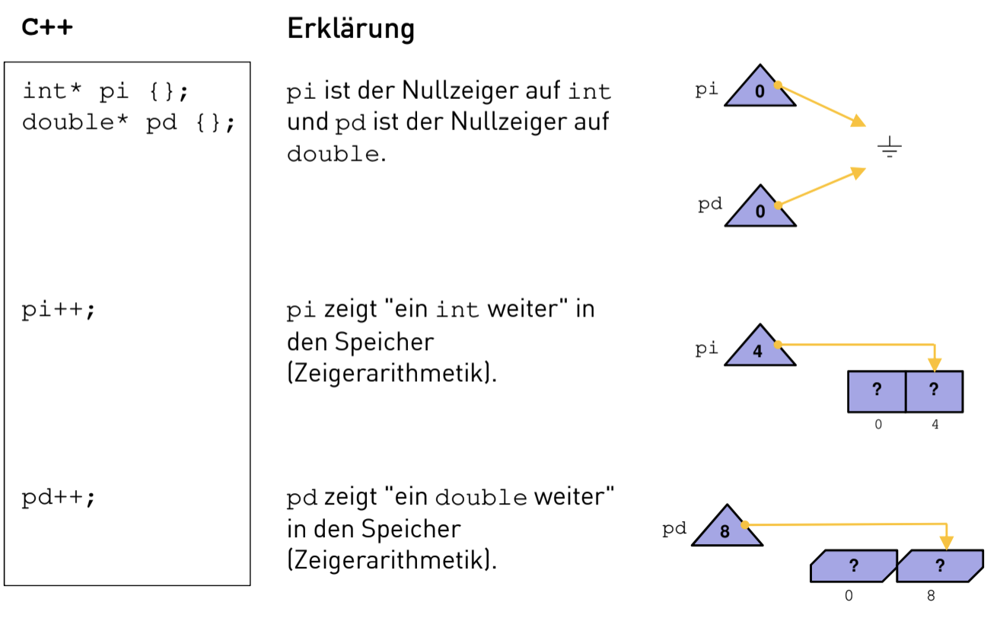 C++
Erklärung
int* pi {};
double* pd {};
pi ist der Nullzeiger auf int
und pd ist der Nullzeiger auf
double.
pi
0
pd
0
pi++;
pi zeigt "ein int weiter" in
den Speicher
(Zeigerarithmetik).
pi
4
? ?
0 4
pd++;
pd zeigt "ein double weiter"
in den Speicher
(Zeigerarithmetik).
pd
8
? ?
0 8